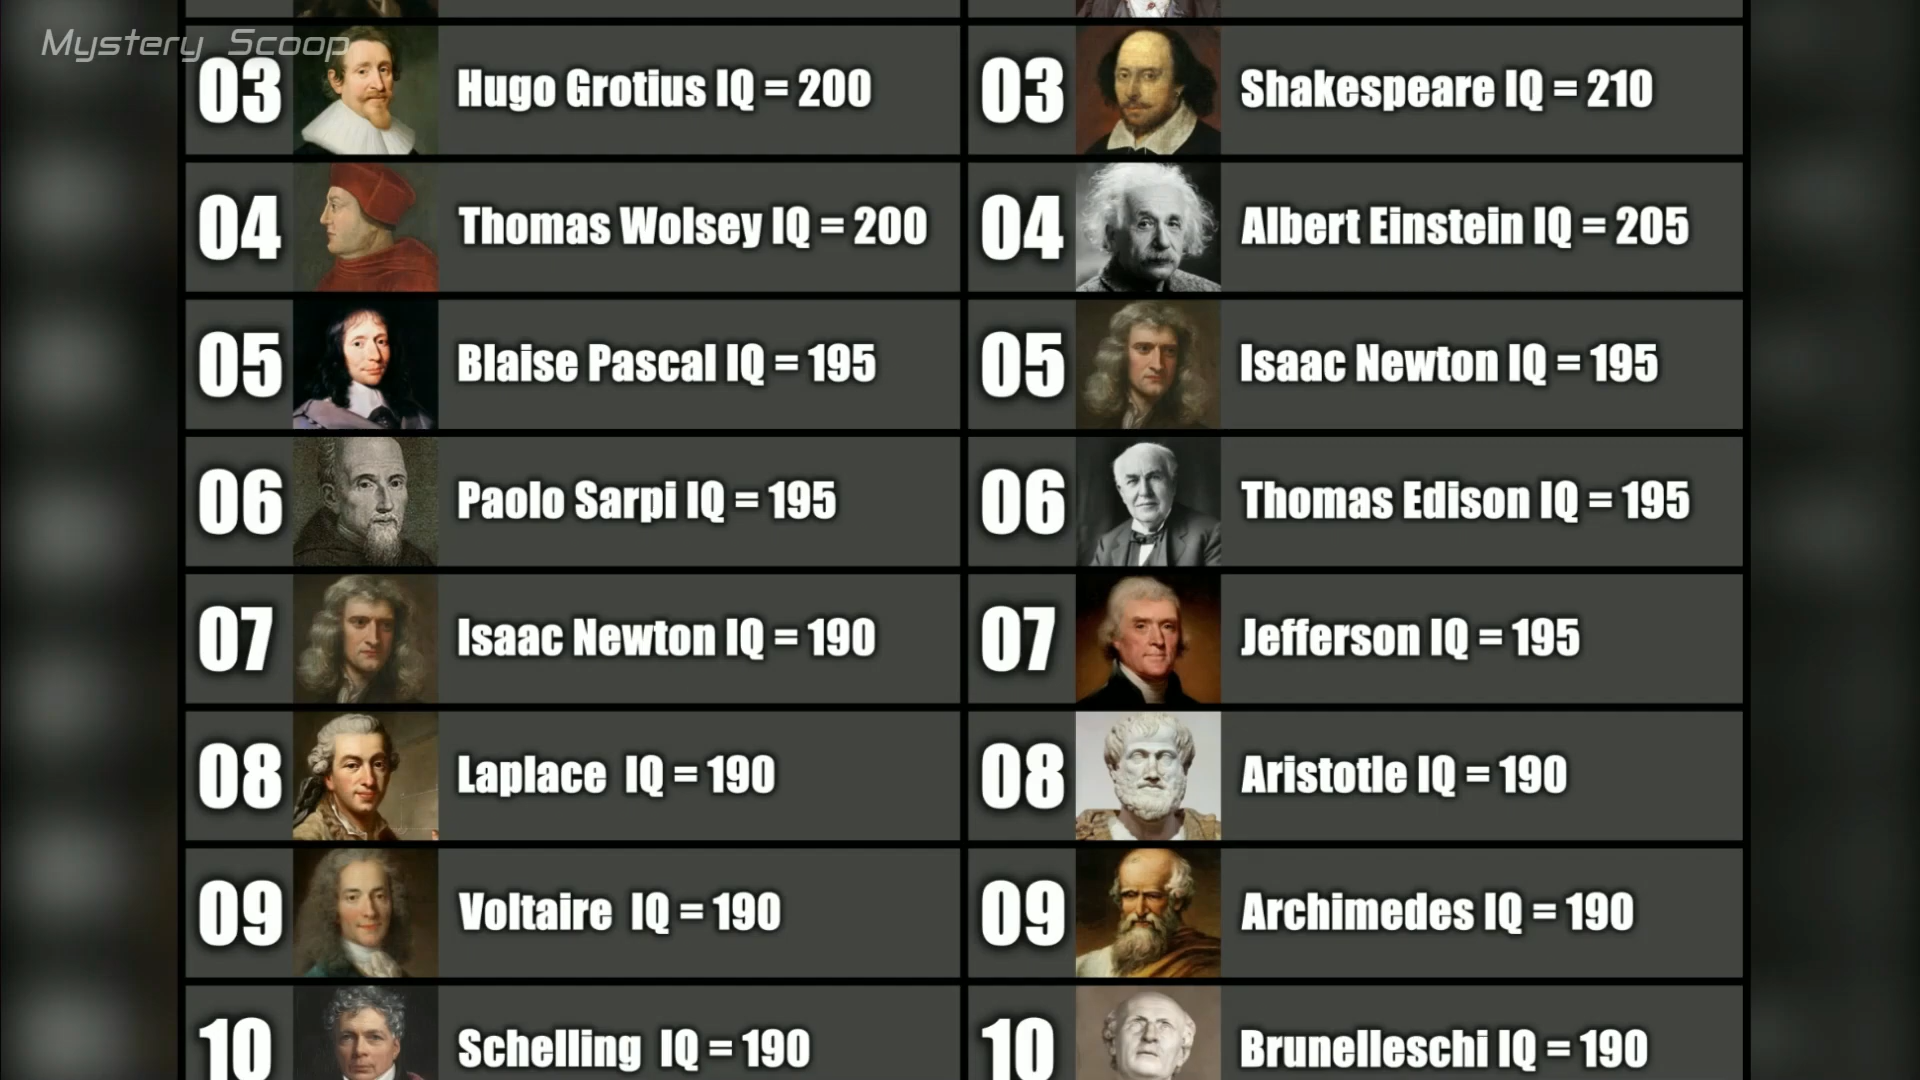 Mystery Scoop
03 Hugo Grotius IQ = 200
04 Thomas Wolsey IQ = 200
05 Blaise Pascal IQ = 195
06 Paolo Sarpi IQ = 195
07 Isaac Newton IQ = 190
08 Laplace IQ = 190
09 Voltaire IQ = 190
10 Schelling IQ = 190
03 Shakespeare IQ = 210
04 Albert Einstein IQ = 205
05 Isaac Newton IQ = 195
06 Thomas Edison IQ = 195
07 Jefferson IQ = 195
08 Aristotle IQ = 190
09 Archimedes IQ = 190
10 Brunelleschi IQ = 190